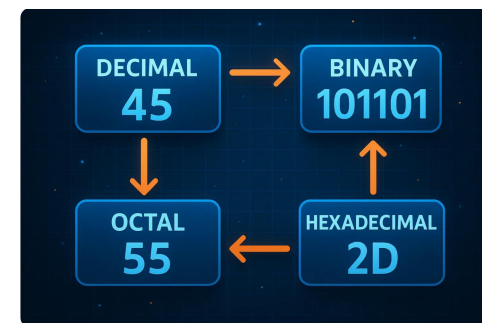 DECIMAL
45
BINARY
101101
OCTAL
55
HEXADECIMAL
2D